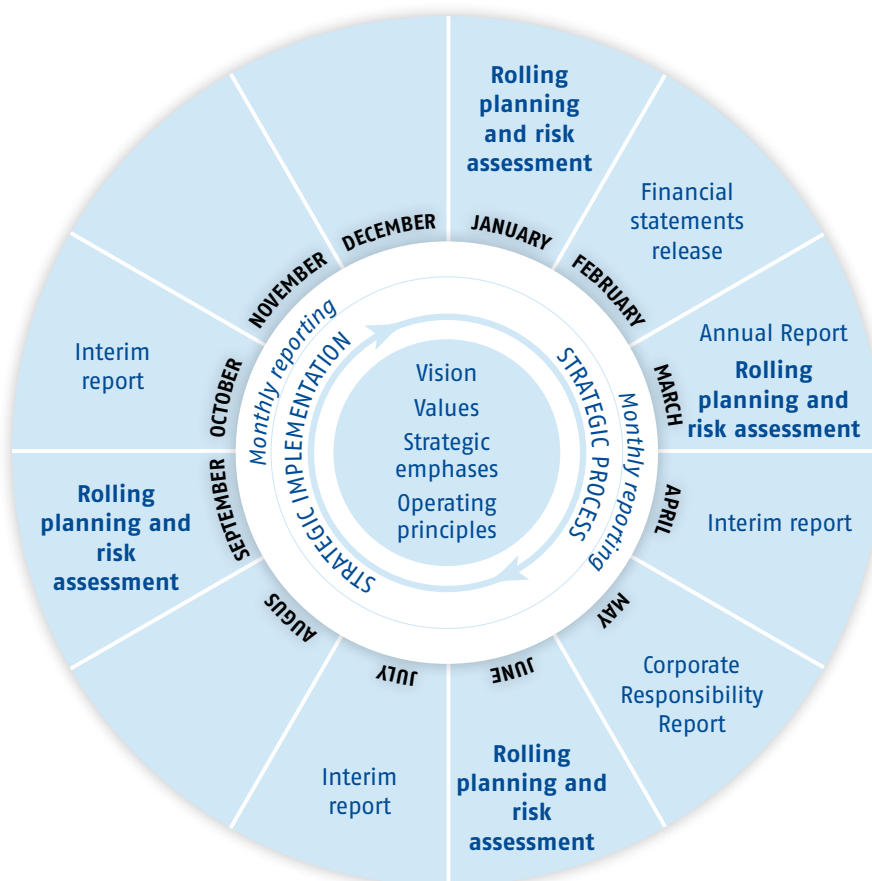 Rolling
planning
and risk
assessment
JANUARY
Financial
statements
release
FEBRUARY
Annual Report
Rolling
planning and
risk assessment
MARCH
Interim report
APRIL
Corporate
Responsibility
Report
MAY
Rolling
planning and
risk
assessment
JUNE
Interim
report
JULY
AUGUS
Rolling
planning and
risk
assessment
SEPTEMBER
Interim
report
OCTOBER
NOVEMBER
DECEMBER
Monthly reporting
STRATEGIC IMPLEMENTATION
STRATEGIC PROCESS
Monthly reporting
Vision
Values
Strategic
emphases
Operating
principles